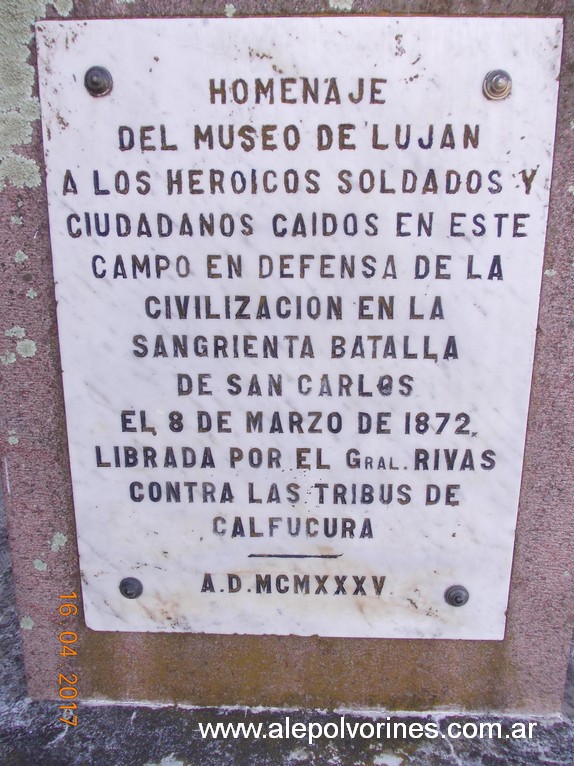 HOMENAJE
DEL MUSEO DE LUJAN
A LOS HEROICOS SOLDADOS Y
CIUDADANOS CAIDOS EN ESTE
CAMPO EN DEFENSA DE LA
CIVILIZACION EN LA
SANGRIENTA BATALLA
DE SAN CARLOS
EL 8 DE MARZO DE 1872,
LIBRADA POR EL GRAL. RIVAS
CONTRA LAS TRIBUS DE
CALFUCURA
A.D. MCMXXXV
16 04 2017
www.alepolvorines.com.ar